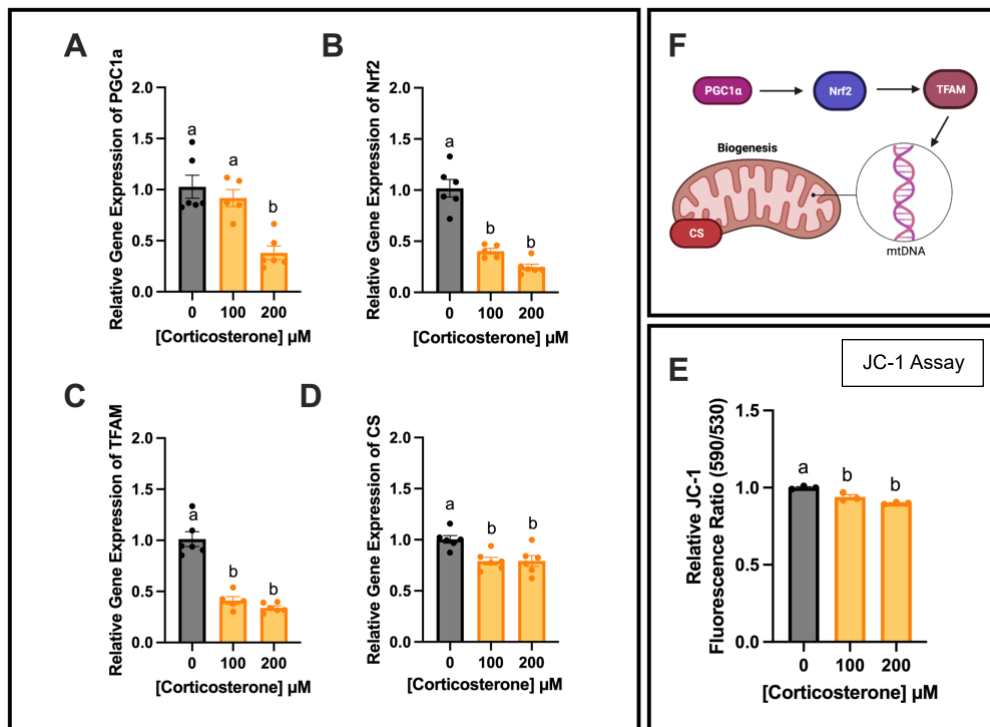 A
Relative Gene Expression of PGC1a
2.0
1.5
1.0
0.5
0.0
a
a
b
0 100 200
[Corticosterone] µM
B
Relative Gene Expression of Nrf2
2.0
1.5
1.0
0.5
0.0
a
b
b
0 100 200
[Corticosterone] µM
C
Relative Gene Expression of TFAM
2.0
1.5
1.0
0.5
0.0
a
b
b
0 100 200
[Corticosterone] µM
D
Relative Gene Expression of CS
2.0
1.5
1.0
0.5
0.0
a
b
b
0 100 200
[Corticosterone] µM
F
PGC1α
Nrf2
TFAM
Biogenesis
CS
mtDNA
E
JC-1 Assay
Relative JC-1
Fluorescence Ratio (590/530)
1.5
1.0
0.5
0.0
a
b
b
0 100 200
[Corticosterone] µM